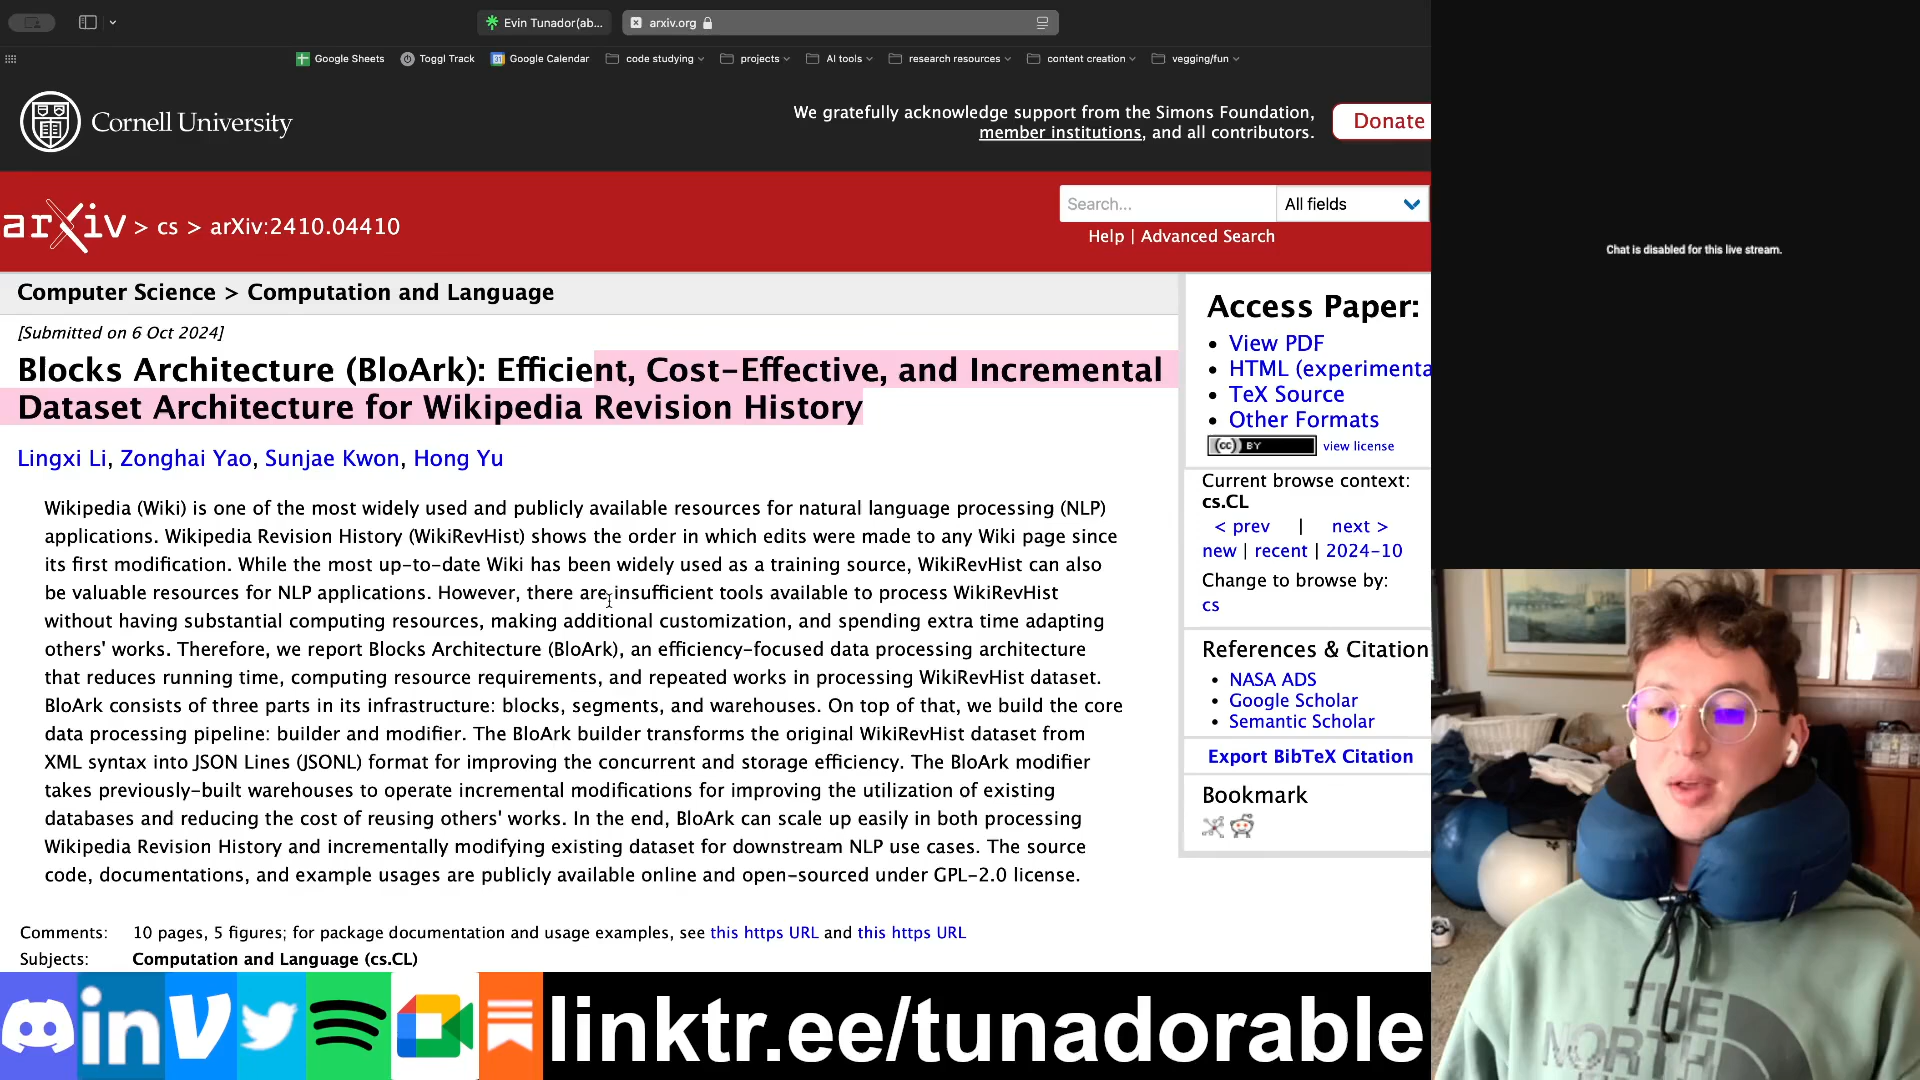 Evin Tunador(ab...
arxiv.org
Google Sheets
Toggl Track
Google Calendar
code studying
projects
AI tools
research resources
content creation
vegging/fun
Cornell University
We gratefully acknowledge support from the Simons Foundation,
member institutions, and all contributors.
Donate
arXiv > cs > arXiv:2410.04410
Search...
All fields
Help | Advanced Search
Computer Science > Computation and Language
[Submitted on 6 Oct 2024]
Blocks Architecture (BloArk): Efficient, Cost-Effective, and Incremental
Dataset Architecture for Wikipedia Revision History
Lingxi Li, Zonghai Yao, Sunjae Kwon, Hong Yu
Wikipedia (Wiki) is one of the most widely used and publicly available resources for natural language processing (NLP)
applications. Wikipedia Revision History (WikiRevHist) shows the order in which edits were made to any Wiki page since
its first modification. While the most up-to-date Wiki has been widely used as a training source, WikiRevHist can also
be valuable resources for NLP applications. However, there are insufficient tools available to process WikiRevHist
without having substantial computing resources, making additional customization, and spending extra time adapting
others' works. Therefore, we report Blocks Architecture (BloArk), an efficiency-focused data processing architecture
that reduces running time, computing resource requirements, and repeated works in processing WikiRevHist dataset.
BloArk consists of three parts in its infrastructure: blocks, segments, and warehouses. On top of that, we build the core
data processing pipeline: builder and modifier. The BloArk builder transforms the original WikiRevHist dataset from
XML syntax into JSON Lines (JSONL) format for improving the concurrent and storage efficiency. The BloArk modifier
takes previously-built warehouses to operate incremental modifications for improving the utilization of existing
databases and reducing the cost of reusing others' works. In the end, BloArk can scale up easily in both processing
Wikipedia Revision History and incrementally modifying existing dataset for downstream NLP use cases. The source
code, documentations, and example usages are publicly available online and open-sourced under GPL-2.0 license.
Comments: 10 pages, 5 figures; for package documentation and usage examples, see this https URL and this https URL
Subjects: Computation and Language (cs.CL)
Access Paper:
View PDF
HTML (experimenta
TeX Source
Other Formats
(cc) BY
view license
Current browse context:
cs.CL
< prev | next >
new | recent | 2024-10
Change to browse by:
cs
References & Citation
NASA ADS
Google Scholar
Semantic Scholar
Export BibTeX Citation
Bookmark
Chat is disabled for this live stream.
in
linktr.ee/tunadorable
THE
NORTH